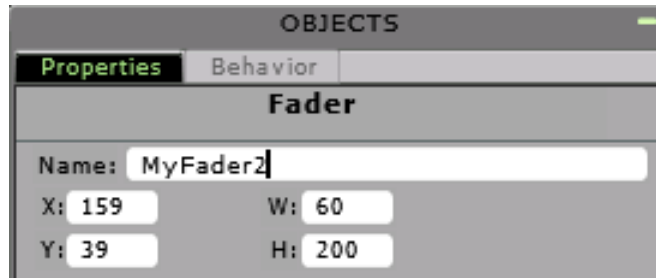 OBJECTS
Properties Behavior
Fader
Name: MyFader2
X: 159 W: 60
Y: 39 H: 200